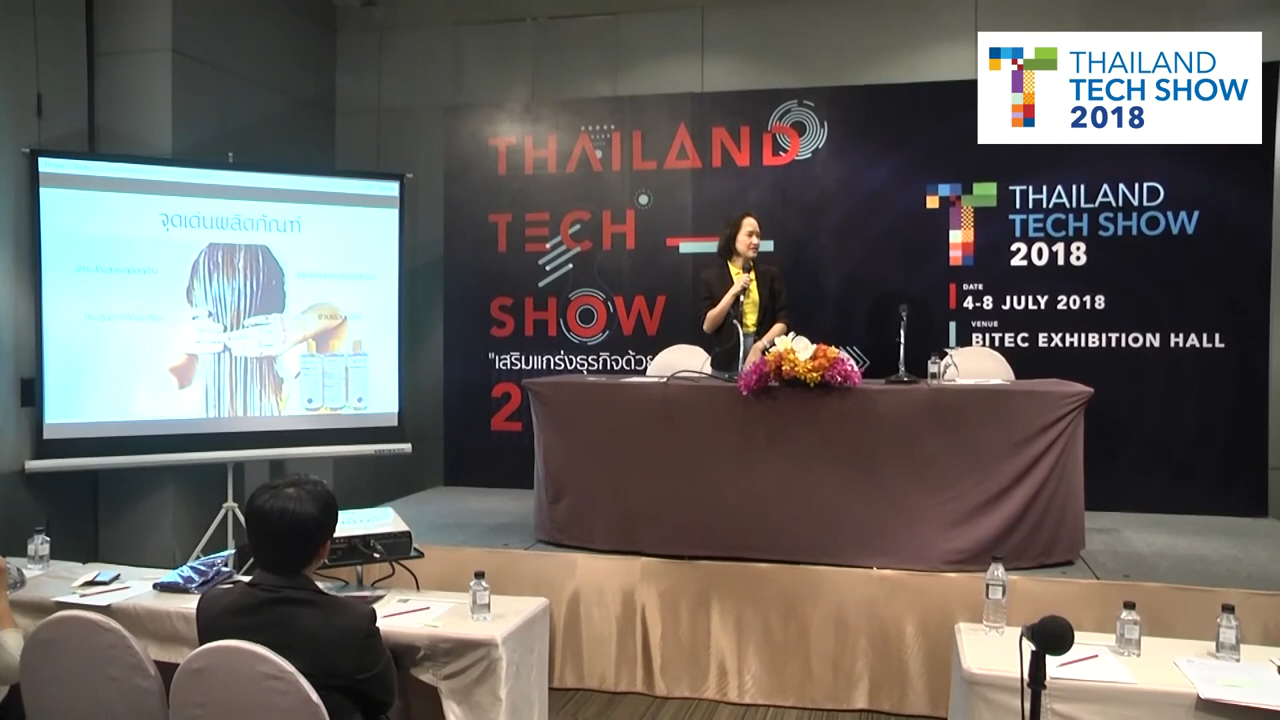 THAILAND
TECH SHOW
2018
THAILAND
TECH
SHOW
"เสริมแกร่งธุรกิจด้วย
2
THAILAND
TECH SHOW
2018
DATE
4-8 JULY 2018
VENUE
BITEC EXHIBITION HALL
จุดเด่นผลิตภัณฑ์